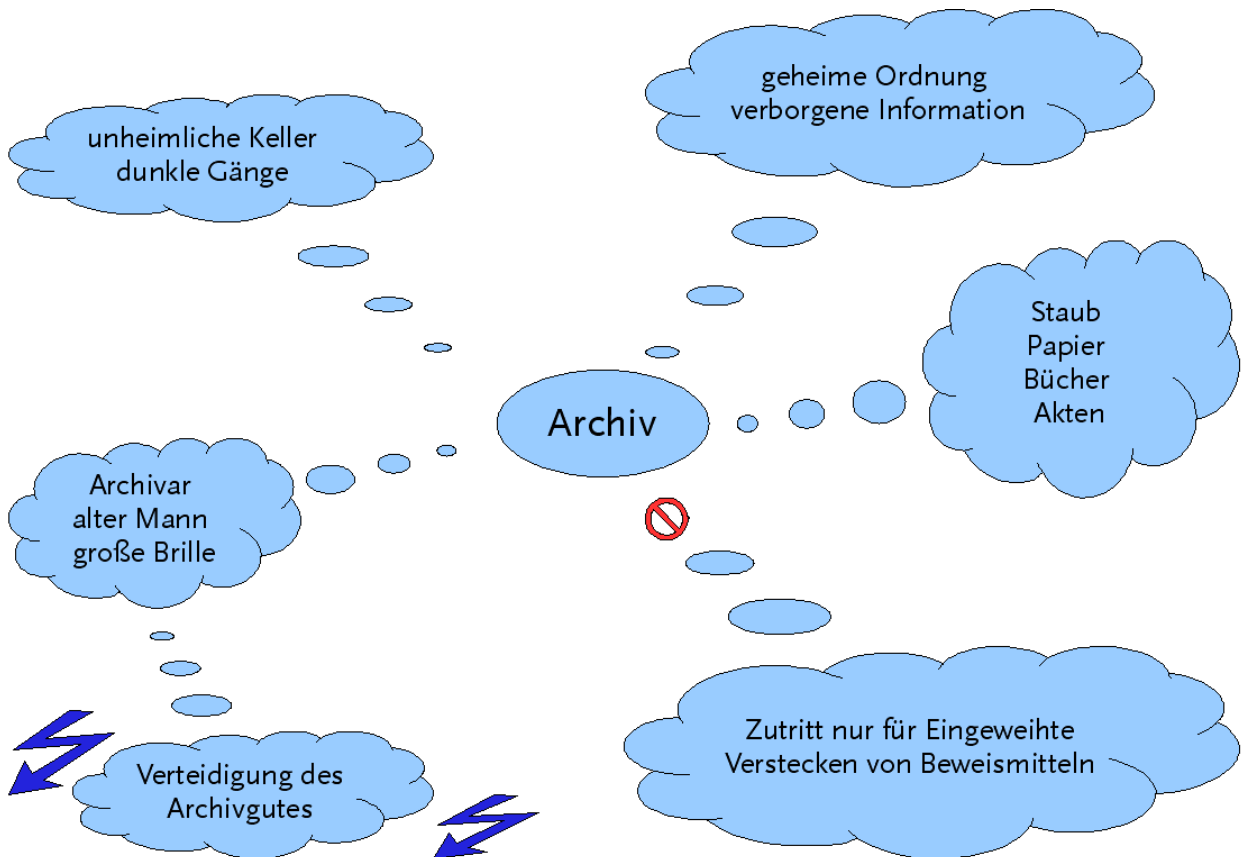 geheime Ordnung
verborgene Information
unheimliche Keller
dunkle Gänge
Staub
Papier
Bücher
Akten
Archiv
Archivar
alter Mann
große Brille
Zutritt nur für Eingeweihte
Verstecken von Beweismitteln
Verteidigung des
Archivgutes